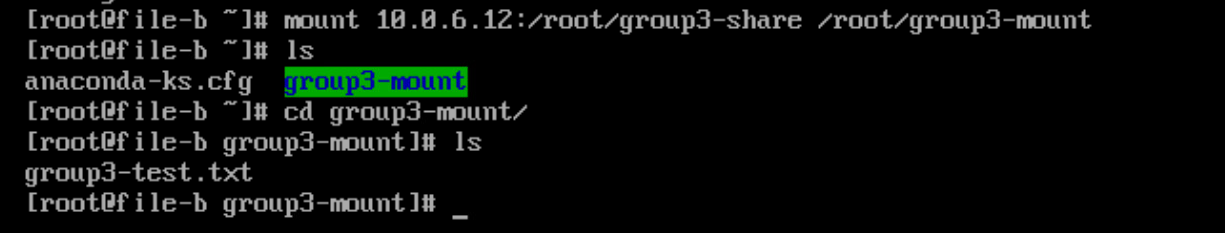 [root@file-b ~]# mount 10.0.6.12:/root/group3-share /root/group3-mount
[root@file-b ~]# ls
anaconda-ks.cfg  group3-mount
[root@file-b ~]# cd group3-mount/
[root@file-b group3-mount]# ls
group3-test.txt
[root@file-b group3-mount]# _